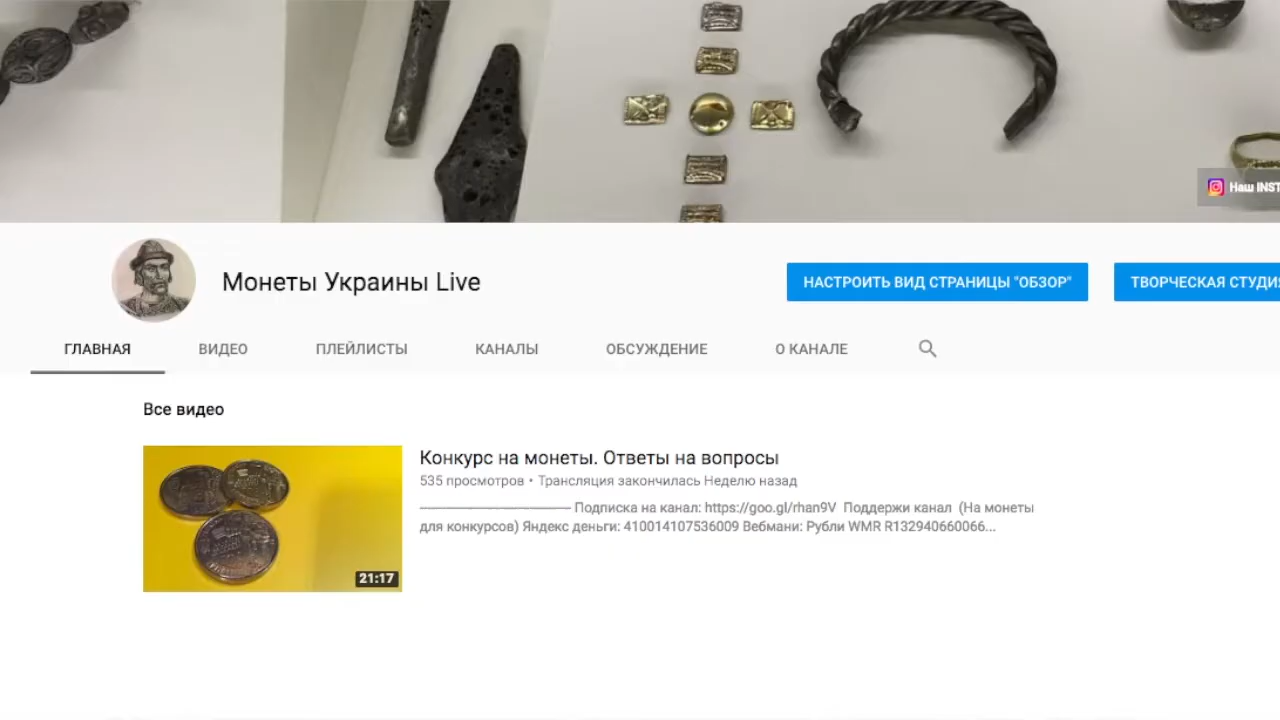 Наш INST
Монеты Украины Live
НАСТРОИТЬ ВИД СТРАНИЦЫ "ОБЗОР"
ТВОРЧЕСКАЯ СТУДИЯ
ГЛАВНАЯ
ВИДЕО
ПЛЕЙЛИСТЫ
КАНАЛЫ
ОБСУЖДЕНИЕ
О КАНАЛЕ
Все видео
Конкурс на монеты. Ответы на вопросы
535 просмотров • Трансляция закончилась Неделю назад
———————————— Подписка на канал: https://goo.gl/rhan9V Поддержи канал (На монеты
для конкурсов) Яндекс деньги: 410014107536009 Вебмани: Рубли WMR R132940660066...
21:17